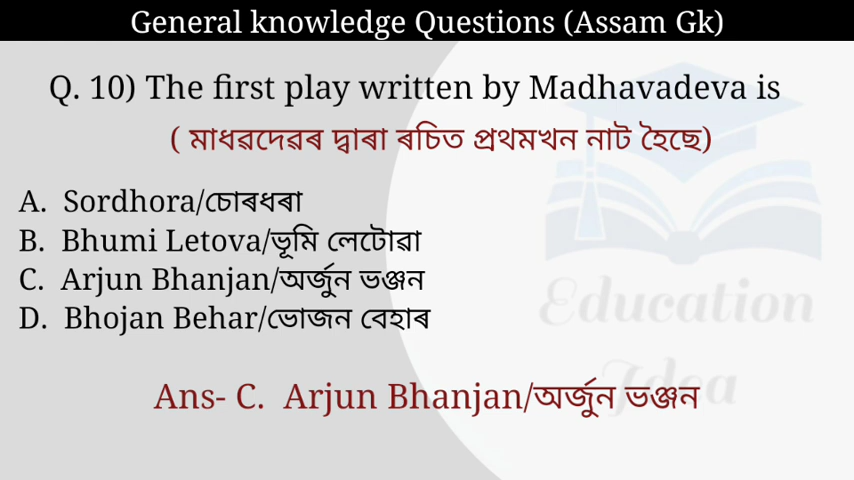 General knowledge Questions (Assam Gk)
Q. 10) The first play written by Madhavadeva is
( মাধৱদেৱৰ দ্বাৰা ৰচিত প্ৰথমখন নাট হৈছে)
A. Sordhora/চোৰধৰা
B. Bhumi Letova/ভূমি লেটোৱা
C. Arjun Bhanjan/অৰ্জুন ভঞ্জন
D. Bhojan Behar/ভোজন বেহাৰ
Education
Idea
Ans- C. Arjun Bhanjan/অৰ্জুন ভঞ্জন